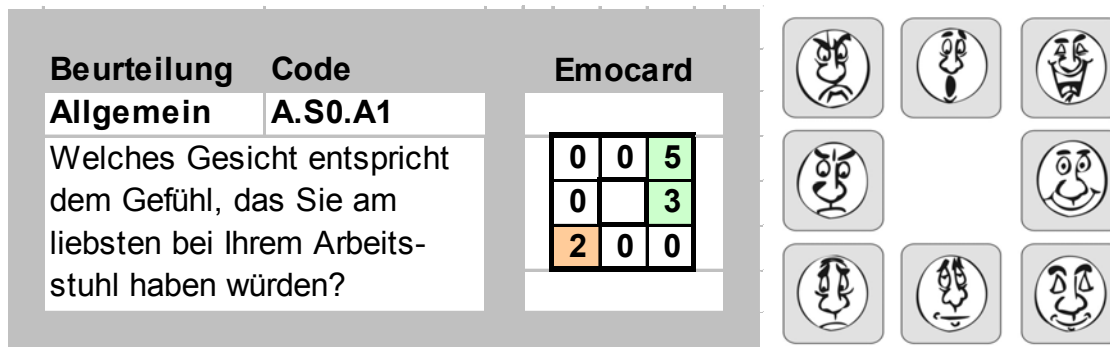 Beurteilung Code Emocard
Allgemein A.S0.A1
Welches Gesicht entspricht
dem Gefühl, das Sie am
liebsten bei Ihrem Arbeits-
stuhl haben würden?
0 0 5
0 3
2 0 0